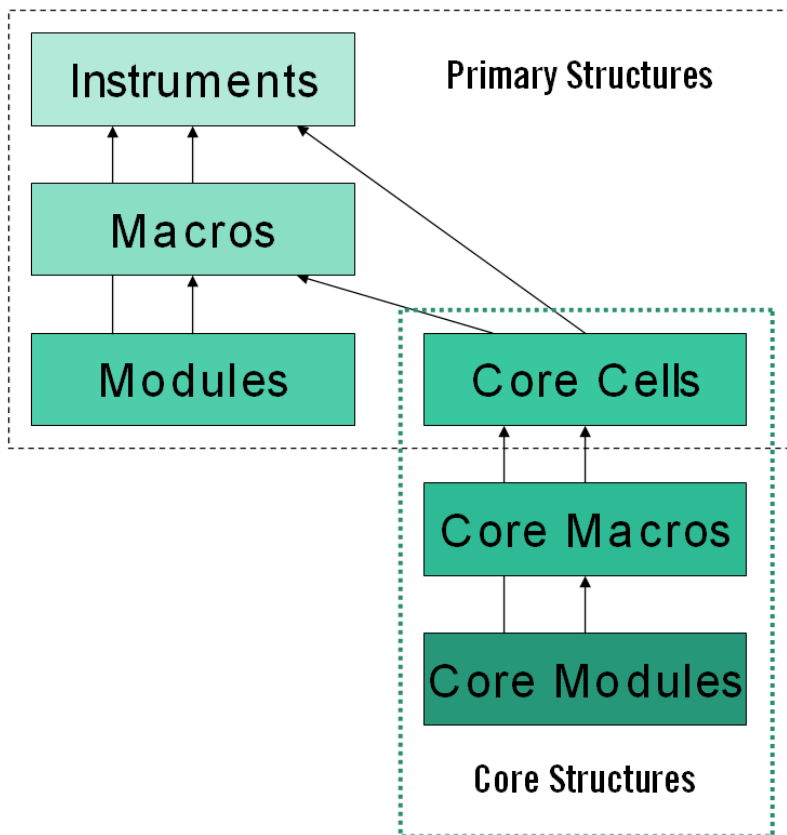 Instruments
Primary Structures
Macros
Modules
Core Cells
Core Macros
Core Modules
Core Structures